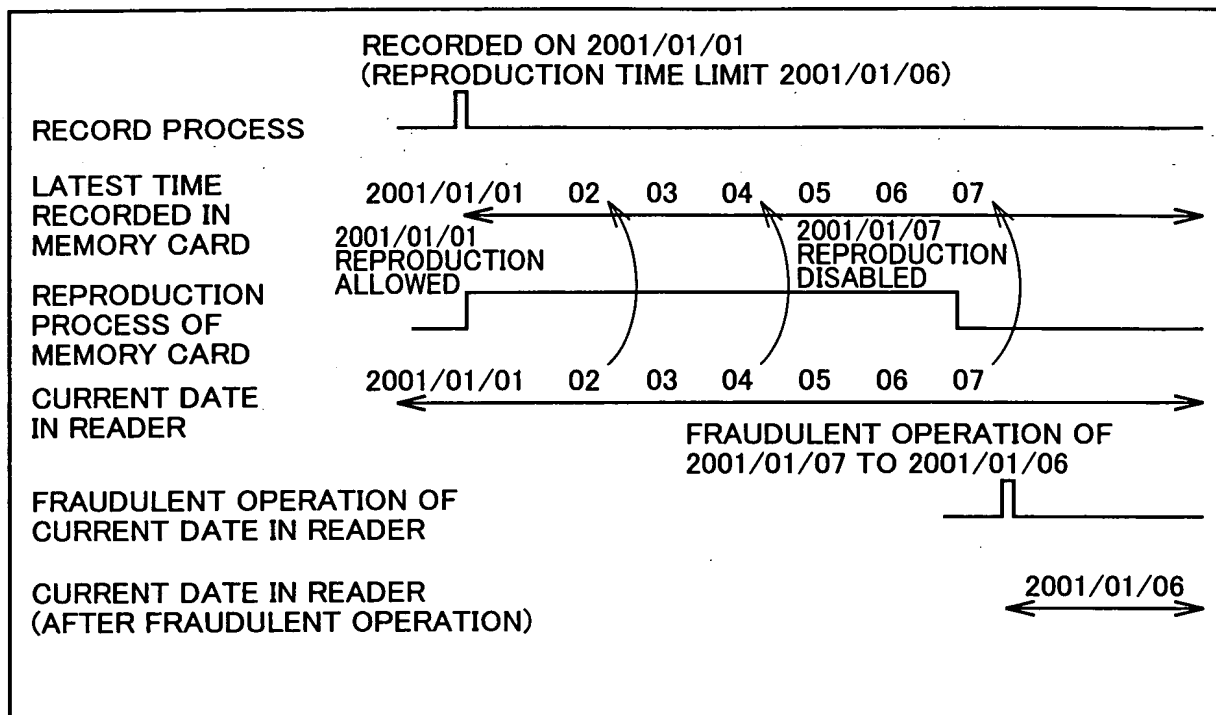 RECORDED ON 2001/01/01
(REPRODUCTION TIME LIMIT 2001/01/06)
RECORD PROCESS
LATEST TIME
RECORDED IN
MEMORY CARD
2001/01/01 02 03 04 05 06 07
2001/01/01
REPRODUCTION
ALLOWED
2001/01/07
REPRODUCTION
DISABLED
REPRODUCTION
PROCESS OF
MEMORY CARD
2001/01/01 02 03 04 05 06 07
CURRENT DATE
IN READER
FRAUDULENT OPERATION OF
2001/01/07 TO 2001/01/06
FRAUDULENT OPERATION OF
CURRENT DATE IN READER
CURRENT DATE IN READER
(AFTER FRAUDULENT OPERATION)
2001/01/06